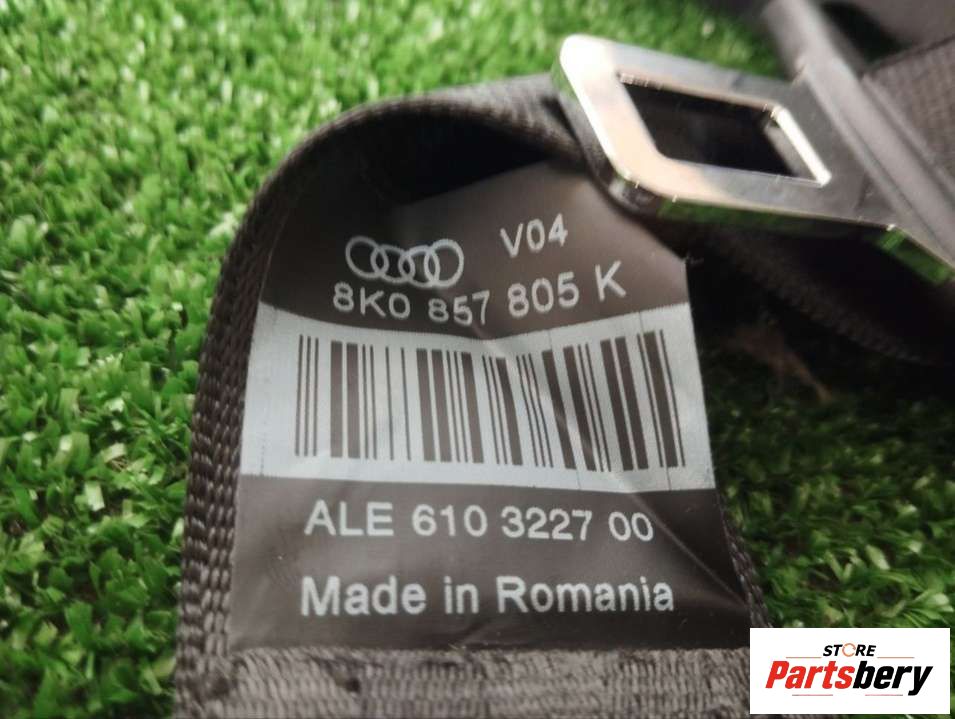 V04
8K0 857 805 K
ALE 610 3227 00
Made in Romania
STORE
Partsbery